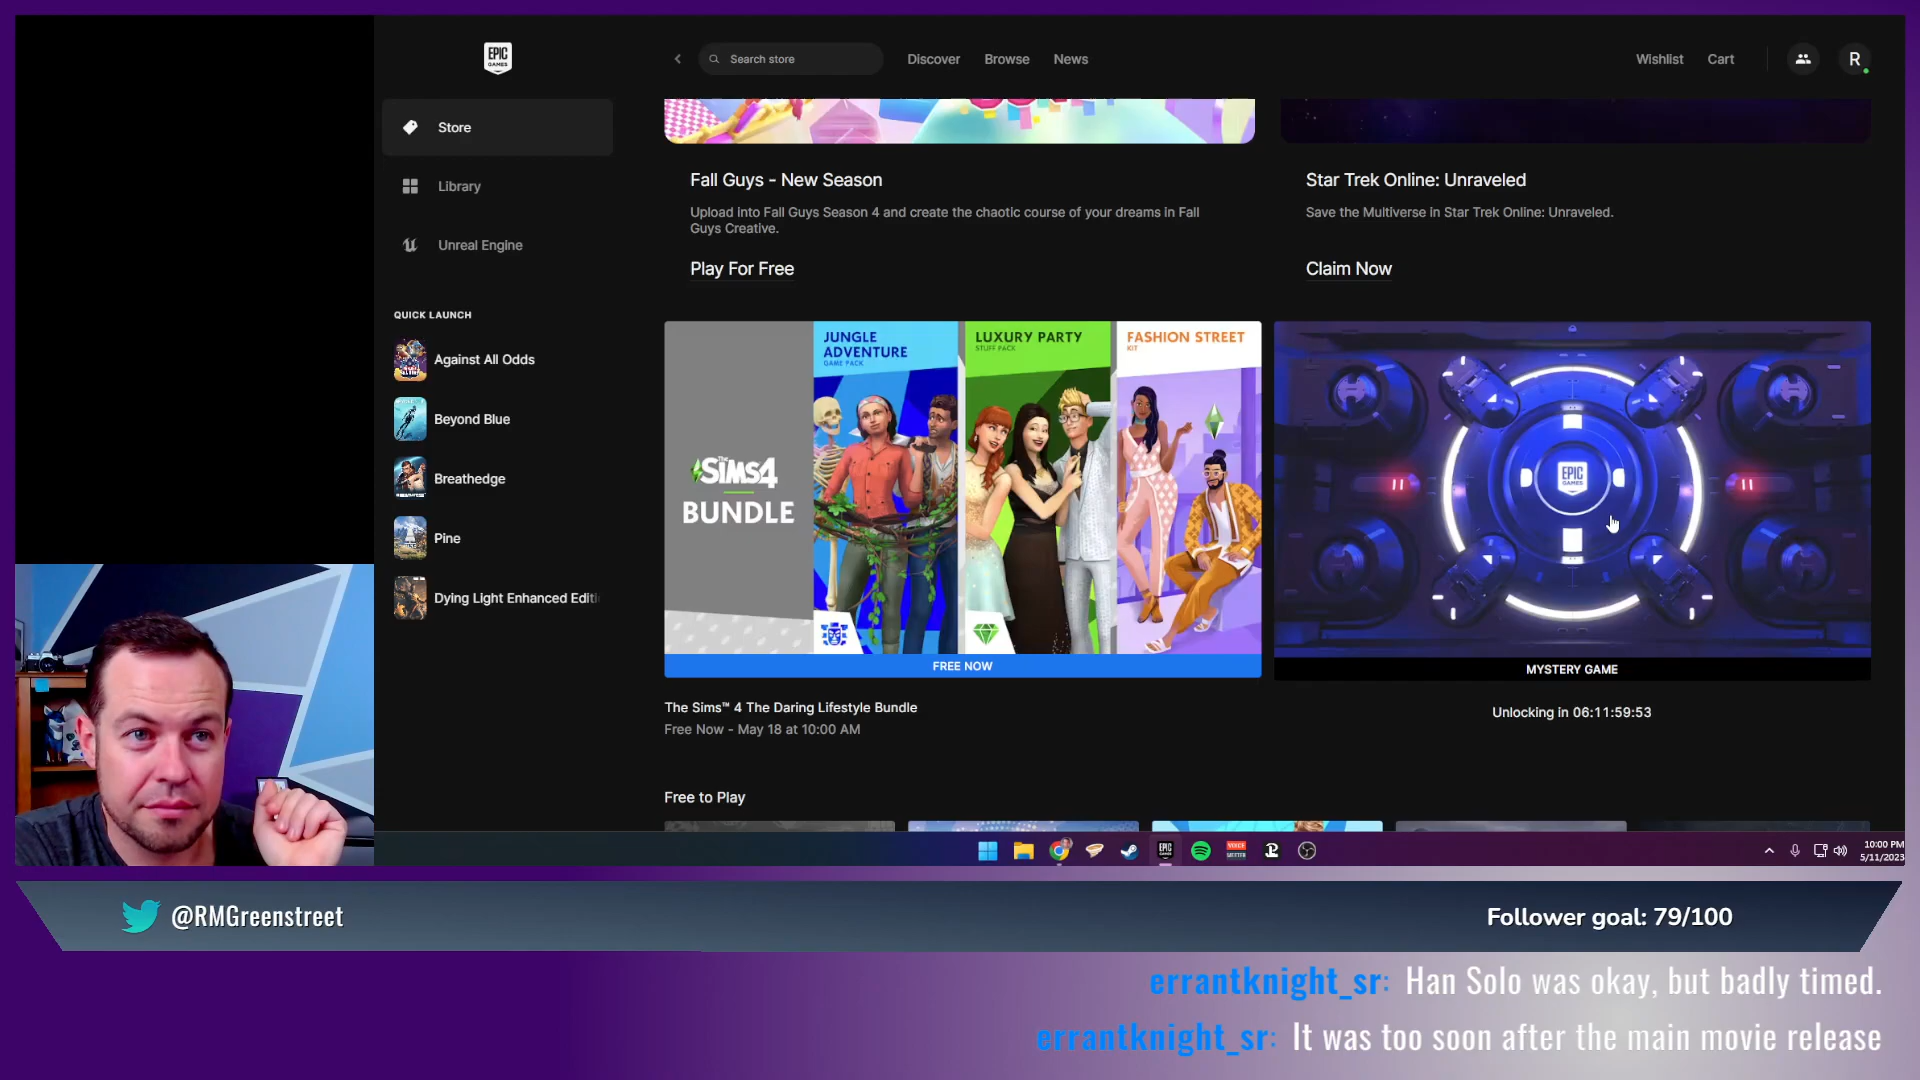 EPIC
GAMES
Search store
Discover
Browse
News
Wishlist
Cart
R
Store
Library
Unreal Engine
QUICK LAUNCH
Against All Odds
Beyond Blue
Breathedge
Pine
Dying Light Enhanced Editi
Fall Guys - New Season
Upload into Fall Guys Season 4 and create the chaotic course of your dreams in Fall
Guys Creative.
Play For Free
Star Trek Online: Unraveled
Save the Multiverse in Star Trek Online: Unraveled.
Claim Now
The SIMS4
BUNDLE
JUNGLE
ADVENTURE
GAME PACK
LUXURY PARTY
STUFF PACK
FASHION STREET
KIT
FREE NOW
The Sims™ 4 The Daring Lifestyle Bundle
Free Now - May 18 at 10:00 AM
EPIC
GAMES
MYSTERY GAME
Unlocking in 06:11:59:53
Free to Play
10:00 PM
5/11/2023
@RMGreenstreet
Follower goal: 79/100
errantknight_sr: Han Solo was okay, but badly timed.
errantknight_sr: It was too soon after the main movie release